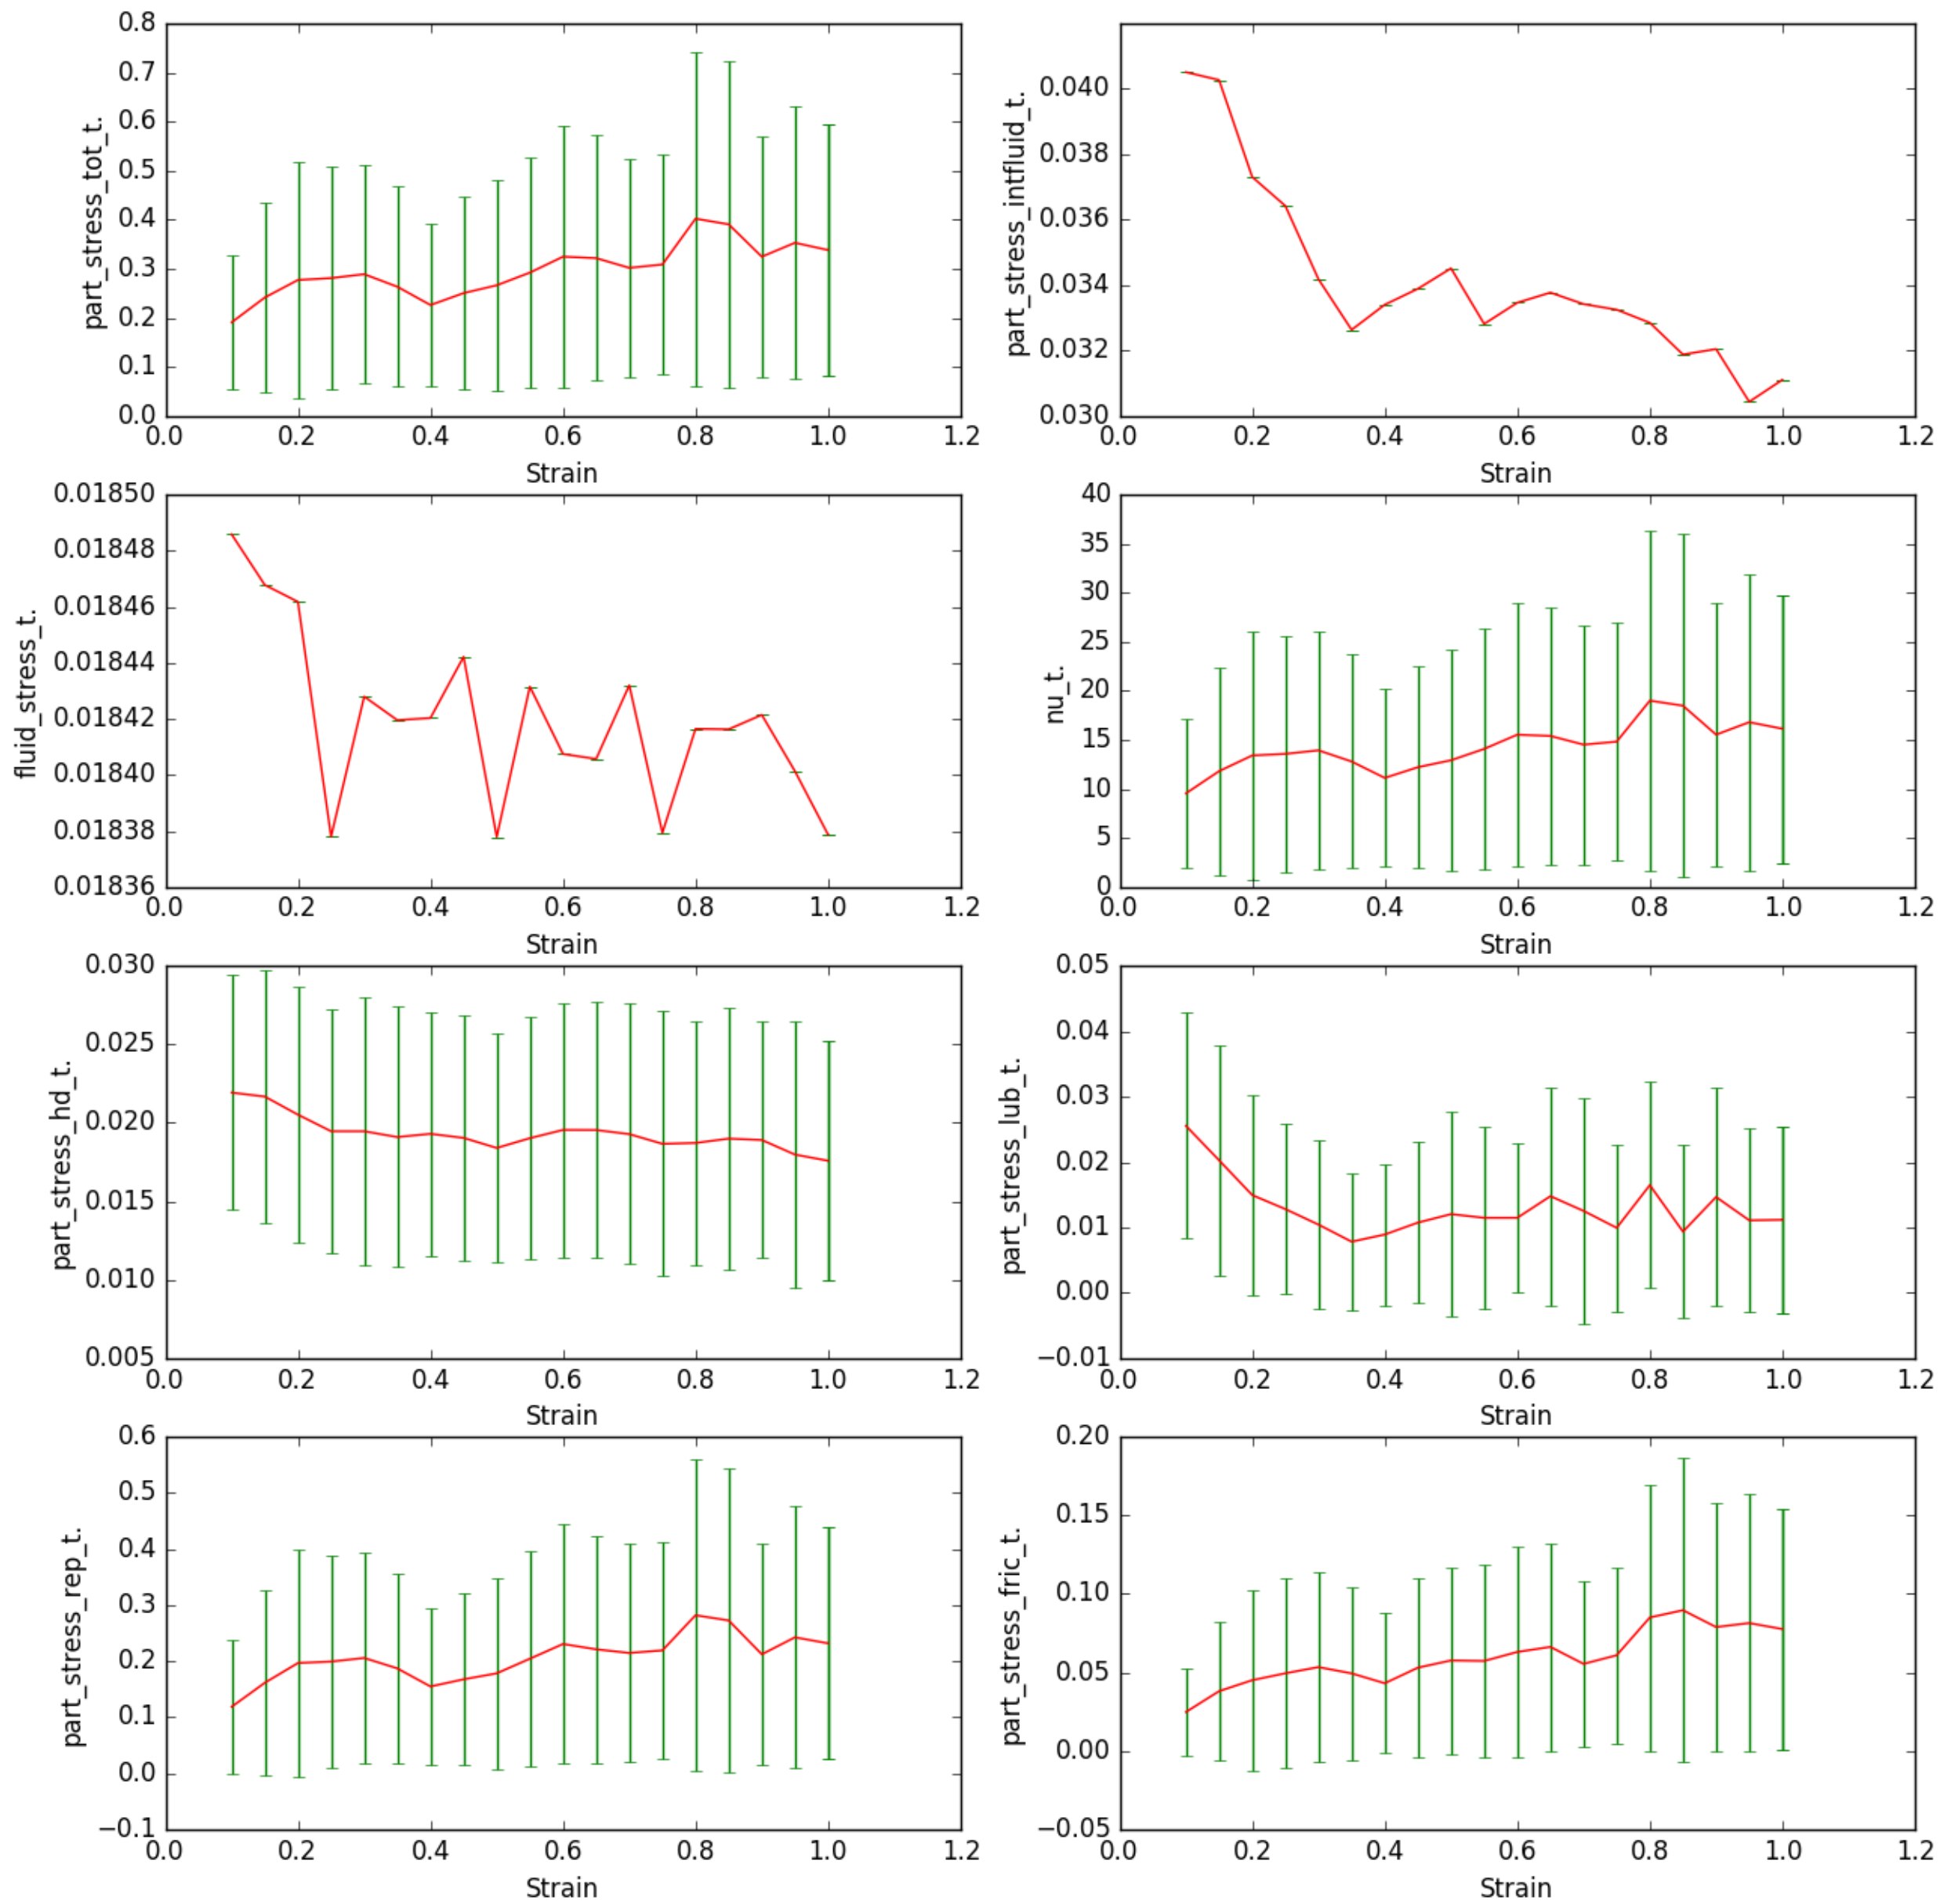 0.8
0.7
0.6
0.5
0.4
0.3
0.2
0.1
0.0
part_stress_tot_t.
0.0 0.2 0.4 0.6 0.8 1.0 1.2
Strain
0.040
0.038
0.036
0.034
0.032
0.030
part_stress_intfluid_t.
0.0 0.2 0.4 0.6 0.8 1.0 1.2
Strain
0.01850
0.01848
0.01846
0.01844
0.01842
0.01840
0.01838
0.01836
fluid_stress_t.
0.0 0.2 0.4 0.6 0.8 1.0 1.2
Strain
40
35
30
25
20
15
10
5
0
nu_t.
0.0 0.2 0.4 0.6 0.8 1.0 1.2
Strain
0.030
0.025
0.020
0.015
0.010
0.005
part_stress_hd_t.
0.0 0.2 0.4 0.6 0.8 1.0 1.2
Strain
0.05
0.04
0.03
0.02
0.01
0.00
−0.01
part_stress_lub_t.
0.0 0.2 0.4 0.6 0.8 1.0 1.2
Strain
0.6
0.5
0.4
0.3
0.2
0.1
0.0
−0.1
part_stress_rep_t.
0.0 0.2 0.4 0.6 0.8 1.0 1.2
Strain
0.20
0.15
0.10
0.05
0.00
−0.05
part_stress_fric_t.
0.0 0.2 0.4 0.6 0.8 1.0 1.2
Strain